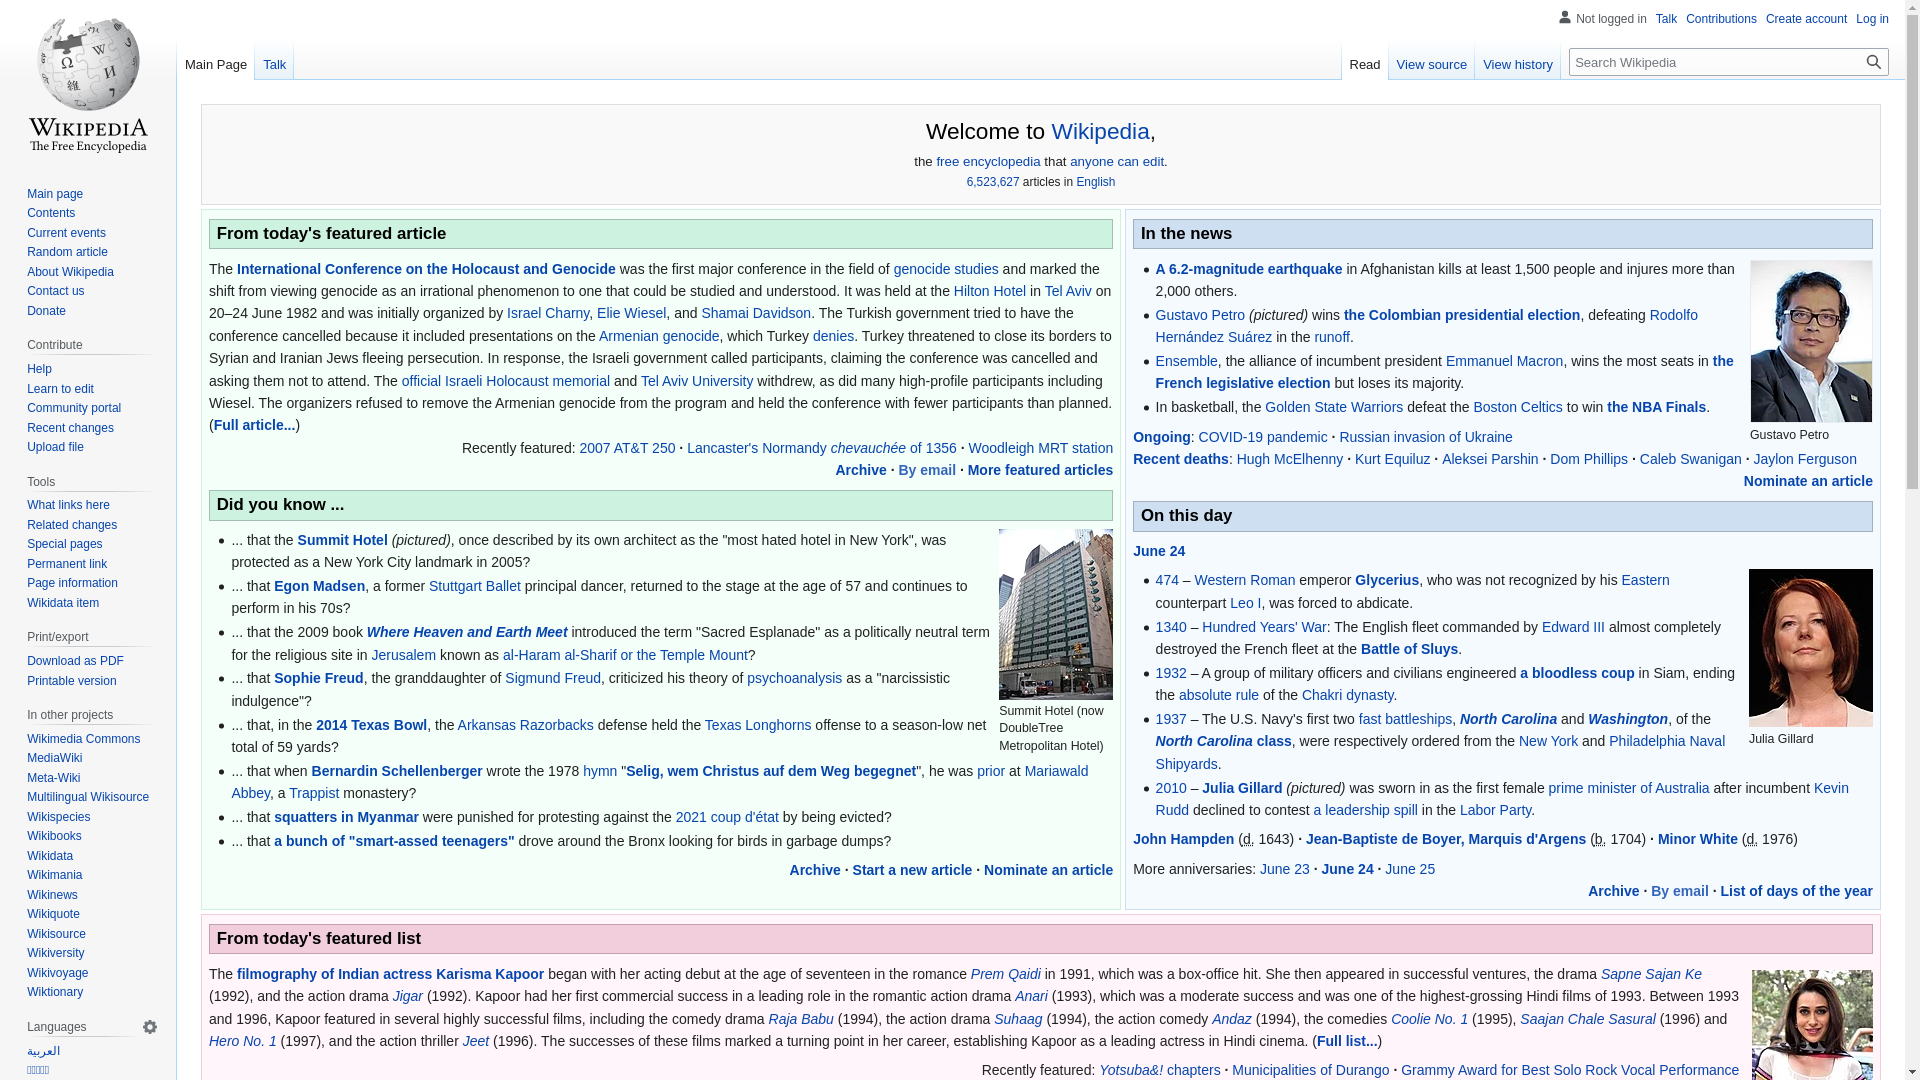 Not logged in Talk Contributions Create account Log in
Main Page Talk
Read View source View history Search Wikipedia
WIKIPEDIA
The Free Encyclopedia
Main page
Contents
Current events
Random article
About Wikipedia
Contact us
Donate
Contribute
Help
Learn to edit
Community portal
Recent changes
Upload file
Tools
What links here
Related changes
Special pages
Permanent link
Page information
Wikidata item
Print/export
Download as PDF
Printable version
In other projects
Wikimedia Commons
MediaWiki
Meta-Wiki
Multilingual Wikisource
Wikispecies
Wikibooks
Wikidata
Wikimania
Wikinews
Wikiquote
Wikisource
Wikiversity
Wikivoyage
Wiktionary
Languages
العربية
Welcome to Wikipedia,
the free encyclopedia that anyone can edit.
6,523,627 articles in English
From today's featured article
The International Conference on the Holocaust and Genocide was the first major conference in the field of genocide studies and marked the
shift from viewing genocide as an irrational phenomenon to one that could be studied and understood. It was held at the Hilton Hotel in Tel Aviv on
20–24 June 1982 and was initially organized by Israel Charny, Elie Wiesel, and Shamai Davidson. The Turkish government tried to have the
conference cancelled because it included presentations on the Armenian genocide, which Turkey denies. Turkey threatened to close its borders to
Syrian and Iranian Jews fleeing persecution. In response, the Israeli government called participants, claiming the conference was cancelled and
asking them not to attend. The official Israeli Holocaust memorial and Tel Aviv University withdrew, as did many high-profile participants including
Wiesel. The organizers refused to remove the Armenian genocide from the program and held the conference with fewer participants than planned.
(Full article...)
Recently featured: 2007 AT&T 250 · Lancaster's Normandy chevauchée of 1356 · Woodleigh MRT station
Archive · By email · More featured articles
Did you know ...
... that the Summit Hotel (pictured), once described by its own architect as the "most hated hotel in New York", was
protected as a New York City landmark in 2005?
... that Egon Madsen, a former Stuttgart Ballet principal dancer, returned to the stage at the age of 57 and continues to
perform in his 70s?
... that the 2009 book Where Heaven and Earth Meet introduced the term "Sacred Esplanade" as a politically neutral term
for the religious site in Jerusalem known as al-Haram al-Sharif or the Temple Mount?
... that Sophie Freud, the granddaughter of Sigmund Freud, criticized his theory of psychoanalysis as a "narcissistic
indulgence"?
... that, in the 2014 Texas Bowl, the Arkansas Razorbacks defense held the Texas Longhorns offense to a season-low net
total of 59 yards?
... that when Bernardin Schellenberger wrote the 1978 hymn "Selig, wem Christus auf dem Weg begegnet", he was prior at Mariawald
Abbey, a Trappist monastery?
... that squatters in Myanmar were punished for protesting against the 2021 coup d'état by being evicted?
... that a bunch of "smart-assed teenagers" drove around the Bronx looking for birds in garbage dumps?
Summit Hotel (now
DoubleTree
Metropolitan Hotel)
Archive · Start a new article · Nominate an article
In the news
A 6.2-magnitude earthquake in Afghanistan kills at least 1,500 people and injures more than
2,000 others.
Gustavo Petro (pictured) wins the Colombian presidential election, defeating Rodolfo
Hernández Suárez in the runoff.
Ensemble, the alliance of incumbent president Emmanuel Macron, wins the most seats in the
French legislative election but loses its majority.
In basketball, the Golden State Warriors defeat the Boston Celtics to win the NBA Finals.
Gustavo Petro
Ongoing: COVID-19 pandemic · Russian invasion of Ukraine
Recent deaths: Hugh McElhenny · Kurt Equiluz · Aleksei Parshin · Dom Phillips · Caleb Swanigan · Jaylon Ferguson
Nominate an article
On this day
June 24
474 – Western Roman emperor Glycerius, who was not recognized by his Eastern
counterpart Leo I, was forced to abdicate.
1340 – Hundred Years' War: The English fleet commanded by Edward III almost completely
destroyed the French fleet at the Battle of Sluys.
1932 – A group of military officers and civilians engineered a bloodless coup in Siam, ending
the absolute rule of the Chakri dynasty.
1937 – The U.S. Navy's first two fast battleships, North Carolina and Washington, of the
North Carolina class, were respectively ordered from the New York and Philadelphia Naval
Shipyards.
2010 – Julia Gillard (pictured) was sworn in as the first female prime minister of Australia after incumbent Kevin
Rudd declined to contest a leadership spill in the Labor Party.
Julia Gillard
John Hampden (d. 1643) · Jean-Baptiste de Boyer, Marquis d'Argens (b. 1704) · Minor White (d. 1976)
More anniversaries: June 23 · June 24 · June 25
Archive · By email · List of days of the year
From today's featured list
The filmography of Indian actress Karisma Kapoor began with her acting debut at the age of seventeen in the romance Prem Qaidi in 1991, which was a box-office hit. She then appeared in successful ventures, the drama Sapne Sajan Ke
(1992), and the action drama Jigar (1992). Kapoor had her first commercial success in a leading role in the romantic action drama Anari (1993), which was a moderate success and was one of the highest-grossing Hindi films of 1993. Between 1993
and 1996, Kapoor featured in several highly successful films, including the comedy drama Raja Babu (1994), the action drama Suhaag (1994), the action comedy Andaz (1994), the comedies Coolie No. 1 (1995), Saajan Chale Sasural (1996) and
Hero No. 1 (1997), and the action thriller Jeet (1996). The successes of these films marked a turning point in her career, establishing Kapoor as a leading actress in Hindi cinema. (Full list...)
Recently featured: Yotsuba&! chapters · Municipalities of Durango · Grammy Award for Best Solo Rock Vocal Performance